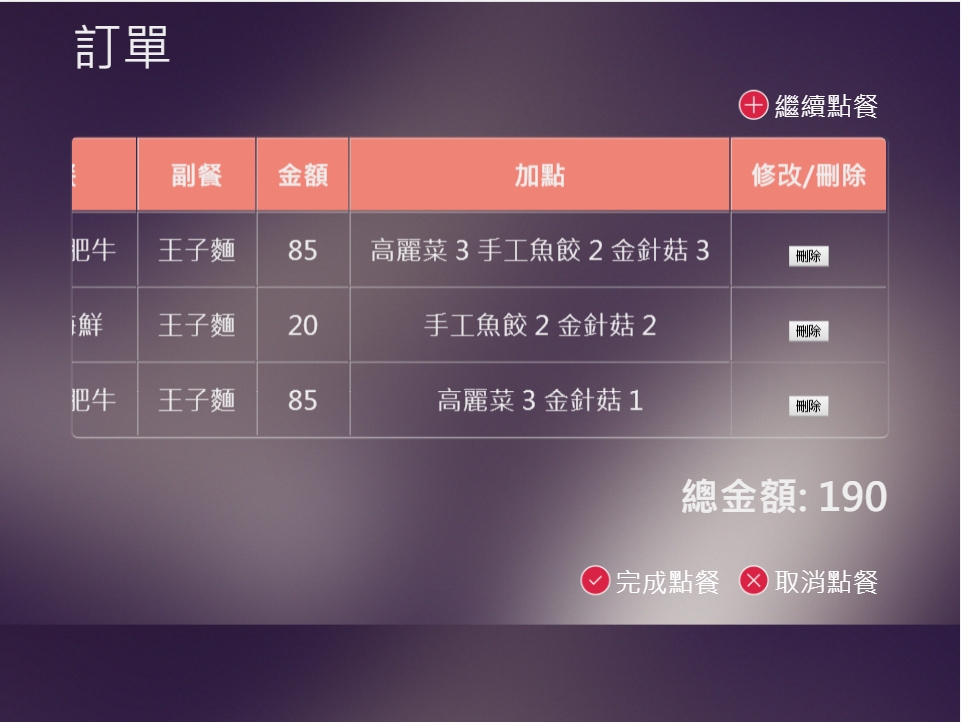 訂單
繼續點餐
副餐 金額 加點 修改/刪除
肥牛 王子麵 85 高麗菜 3 手工魚餃 2 金針菇 3 刪除
鮮 王子麵 20 手工魚餃 2 金針菇 2 刪除
肥牛 王子麵 85 高麗菜 3 金針菇 1 刪除
總金額: 190
完成點餐 取消點餐